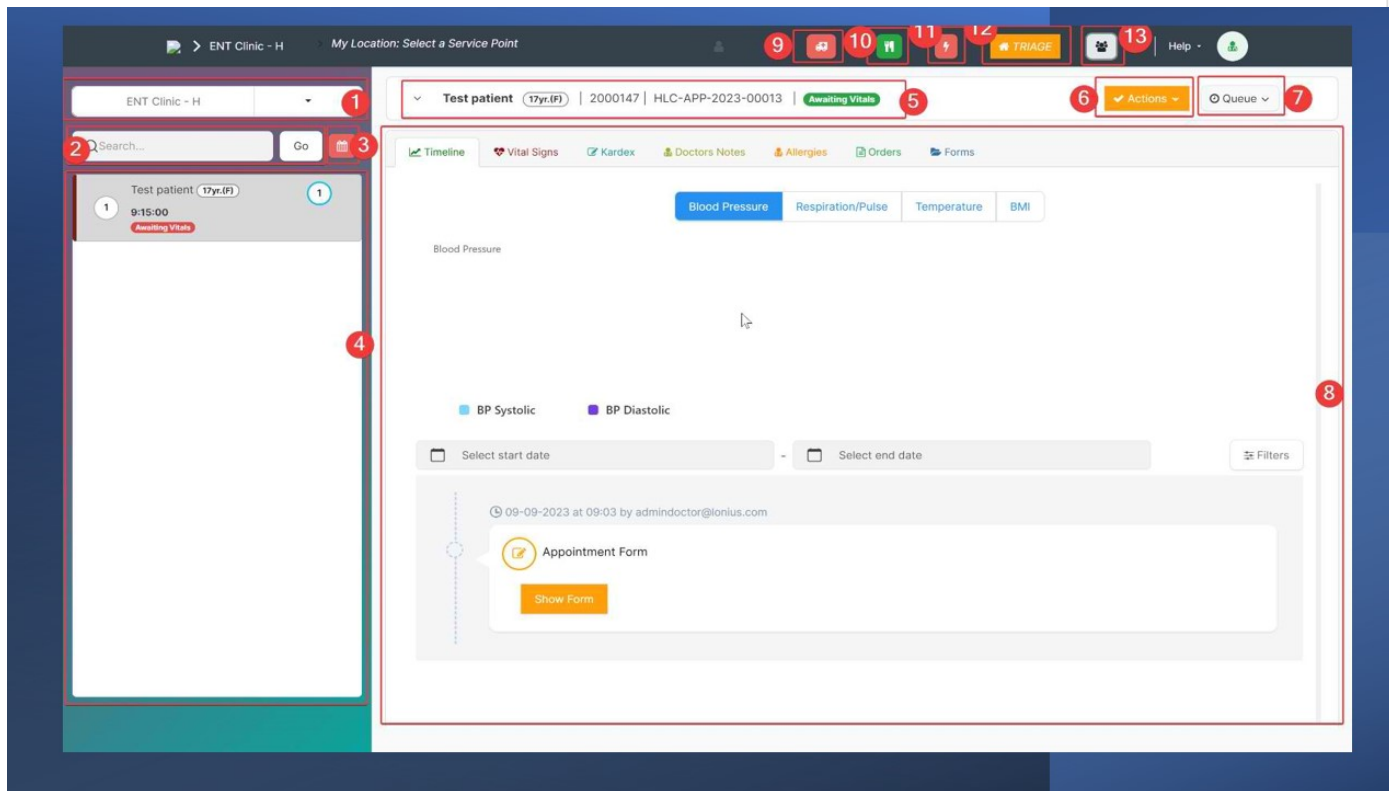 ENT Clinic - H
My Location: Select a Service Point
9
10
11
12
TRIAGE
13
Help
ENT Clinic - H
1
Test patient 17yr.(F) | 2000147 | HLC-APP-2023-00013 | Awaiting Vitals
5
6
Actions
Queue
7
2
Search...
Go
3
Timeline
Vital Signs
Kardex
Doctors Notes
Allergies
Orders
Forms
1
Test patient 17yr.(F)
1
9:15:00
Awaiting Vitals
4
Blood Pressure
Respiration/Pulse
Temperature
BMI
Blood Pressure
8
BP Systolic
BP Diastolic
Select start date
-
Select end date
Filters
09-09-2023 at 09:03 by admindoctor@lonius.com
Appointment Form
Show Form